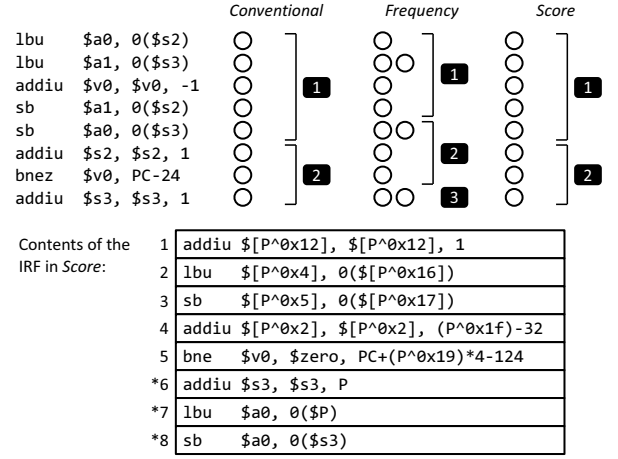 Conventional Frequency Score
lbu $a0, 0($s2)
lbu $a1, 0($s3)
addiu $v0, $v0, -1
sb $a1, 0($s2)
sb $a0, 0($s3)
addiu $s2, $s2, 1
bnez $v0, PC-24
addiu $s3, $s3, 1
1 1 1
2 2 2
3
Contents of the
IRF in Score:
1 addiu $[P^0x12], $[P^0x12], 1
2 lbu $[P^0x4], 0($[P^0x16])
3 sb $[P^0x5], 0($[P^0x17])
4 addiu $[P^0x2], $[P^0x2], (P^0x1f)-32
5 bne $v0, $zero, PC+(P^0x19)*4-124
*6 addiu $s3, $s3, P
*7 lbu $a0, 0($P)
*8 sb $a0, 0($s3)